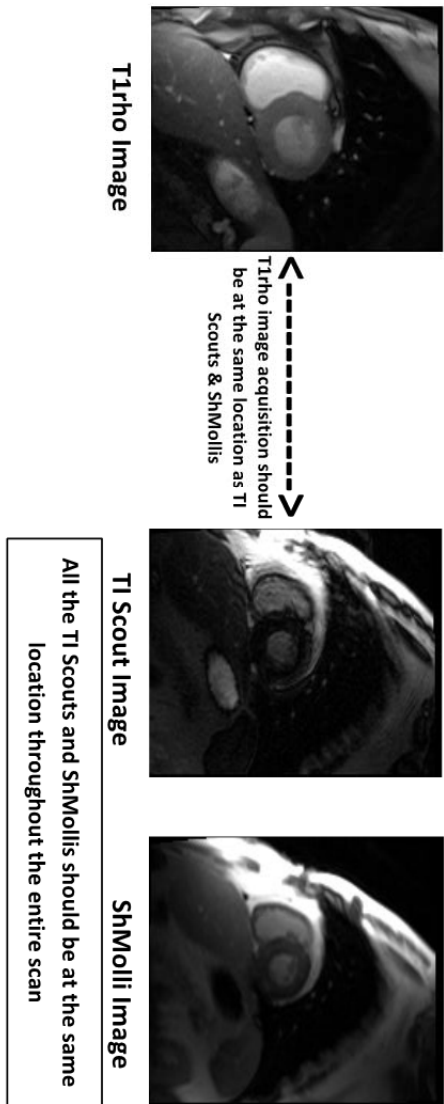 T1rho Image
T1rho image acquisition should
be at the same location as TI
Scouts & ShMollis
TI Scout Image
ShMolli Image
All the TI Scouts and ShMollis should be at the same
location throughout the entire scan